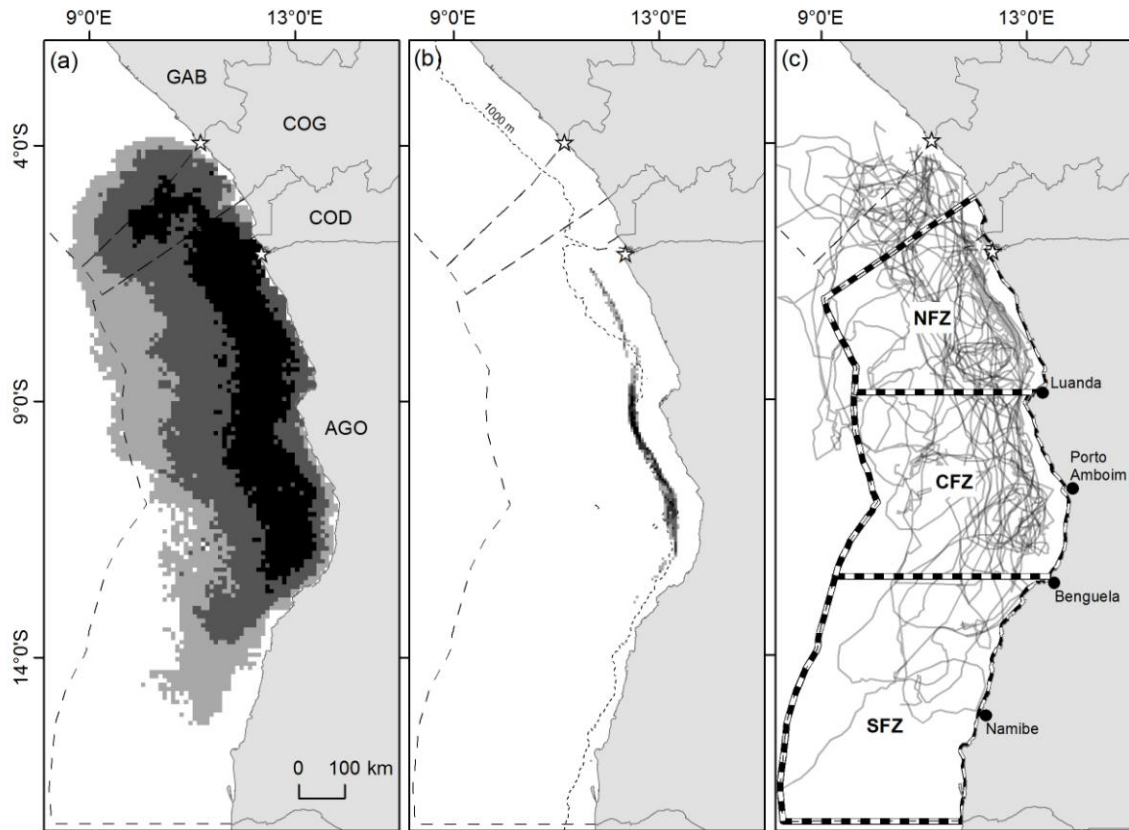 9°0'E 13°0'E 9°0'E 13°0'E 9°0'E 13°0'E
(a) (b) (c)
GAB
COG
1000 m
4°0'S
COD
NFZ
Luanda
9°0'S
AGO
CFZ
Porto
Amboim
Benguela
14°0'S
SFZ
Namibe
0 100 km